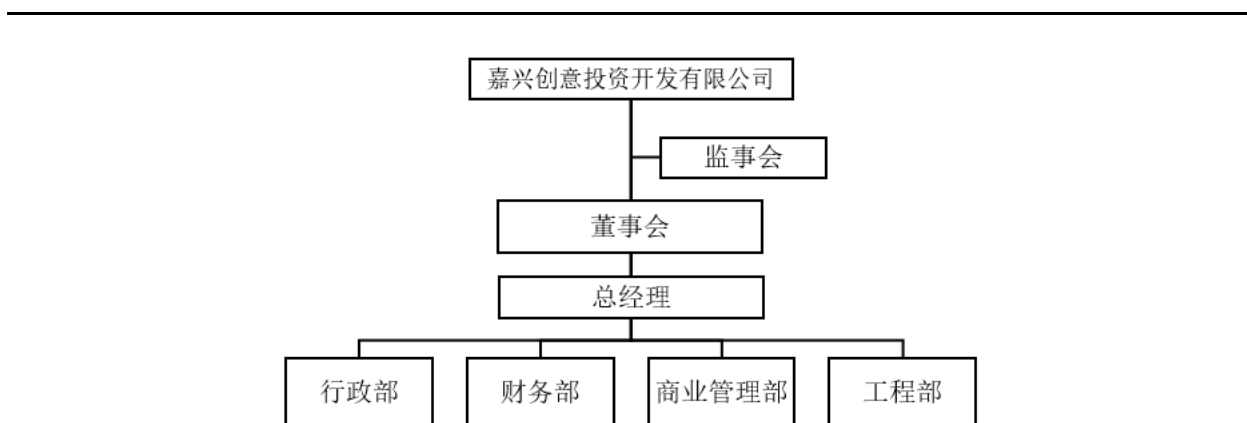 嘉兴创意投资开发有限公司
监事会
董事会
总经理
行政部 财务部 商业管理部 工程部